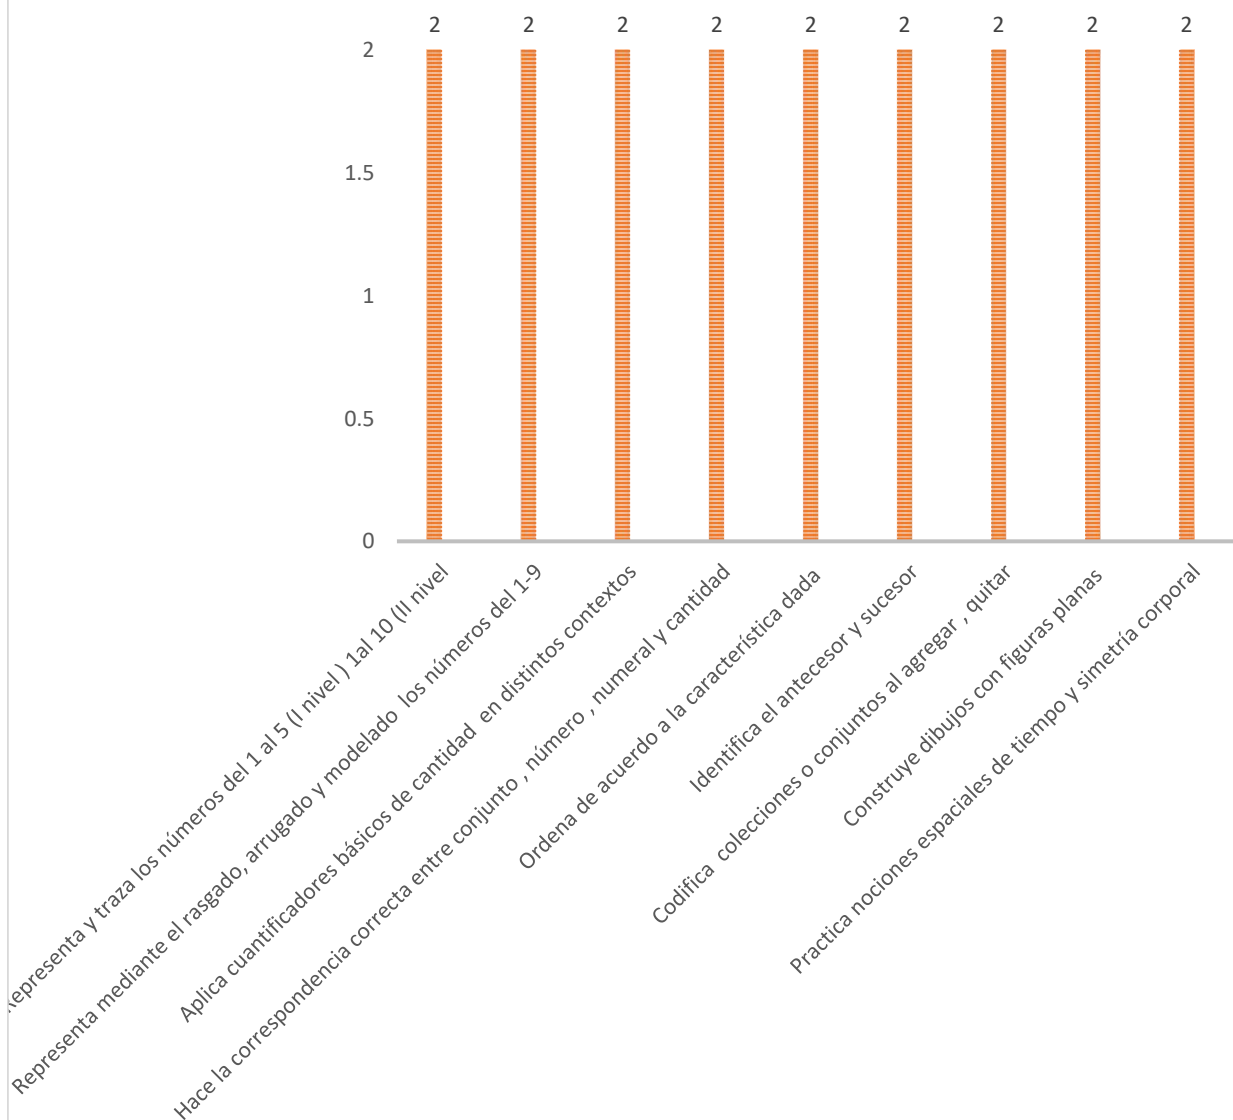 2 2 2 2 2 2 2 2 2
2
1.5
1
0.5
0
Representa y traza los números del 1 al 5 (I nivel ) 1al 10 (II nivel
Representa mediante el rasgado, arrugado y modelado los números del 1-9
Aplica cuantificadores básicos de cantidad en distintos contextos
Hace la correspondencia correcta entre conjunto , número , numeral y cantidad
Ordena de acuerdo a la característica dada
Identifica el antecesor y sucesor
Codifica colecciones o conjuntos al agregar , quitar
Construye dibujos con figuras planas
Practica nociones espaciales de tiempo y simetría corporal